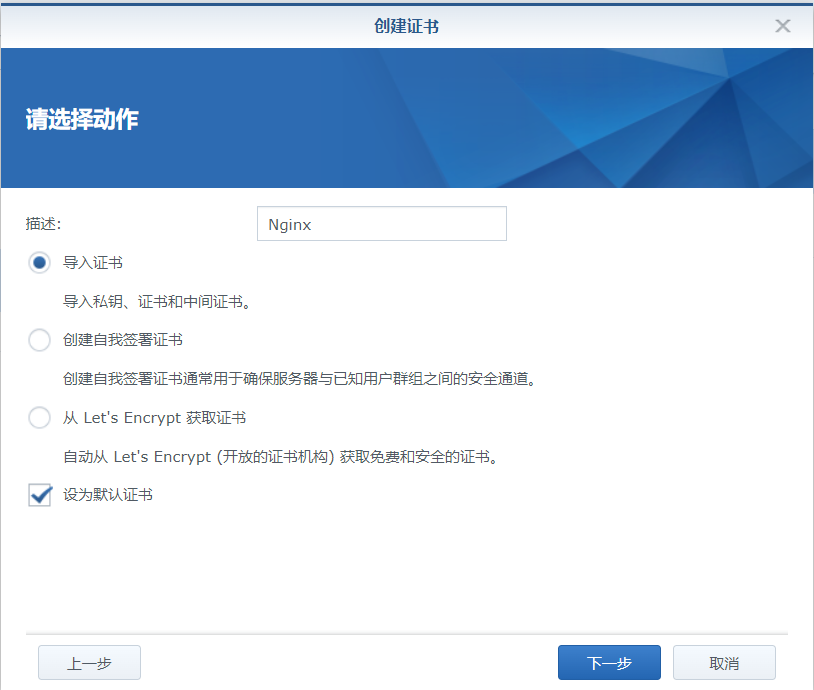 创建证书
请选择动作
描述:
Nginx
导入证书
导入私钥、证书和中间证书。
创建自我签署证书
创建自我签署证书通常用于确保服务器与已知用户群组之间的安全通道。
从 Let's Encrypt 获取证书
自动从 Let's Encrypt (开放的证书机构) 获取免费和安全的证书。
设为默认证书
上一步
下一步
取消